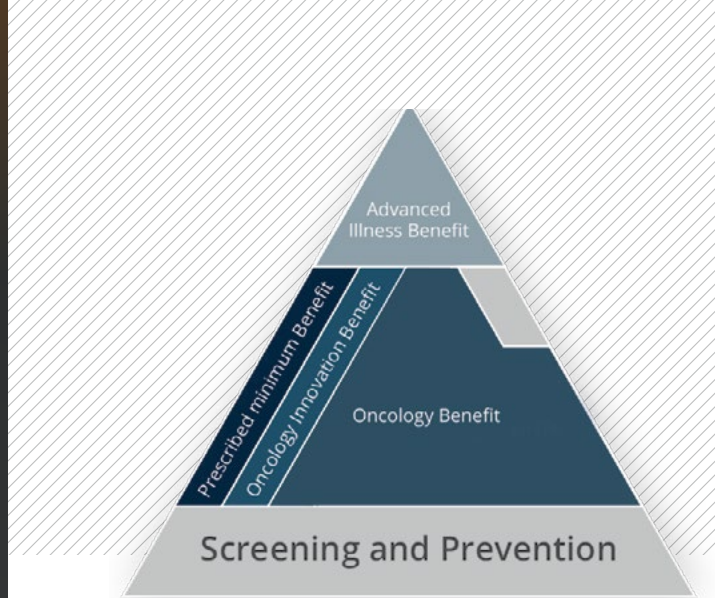 Advanced
Illness Benefit
Prescribed minimum Benefit
Oncology Innovation Benefit
Oncology Benefit
Screening and Prevention